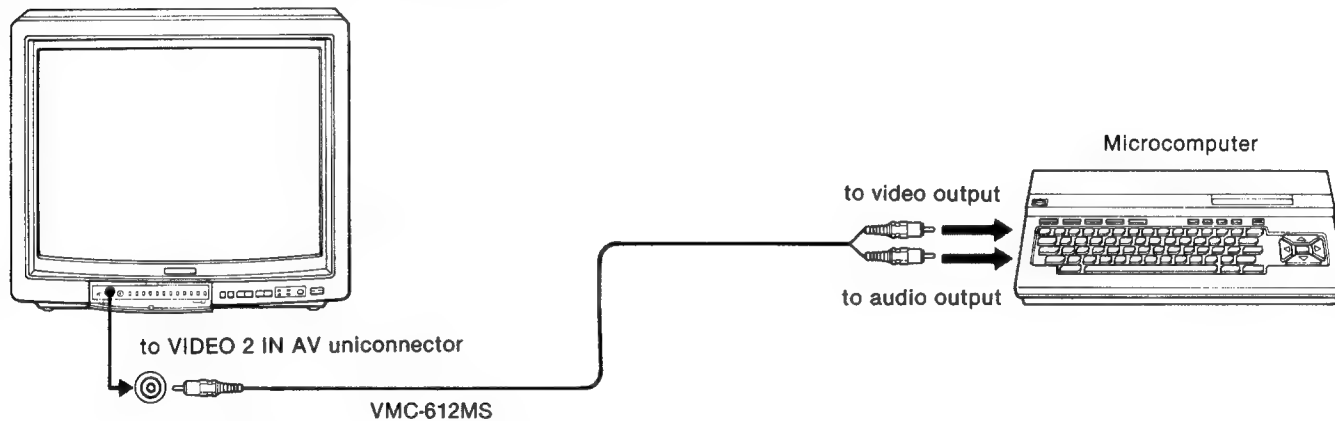 Microcomputer
to video output
to audio output
to VIDEO 2 IN AV uniconnector
VMC-612MS